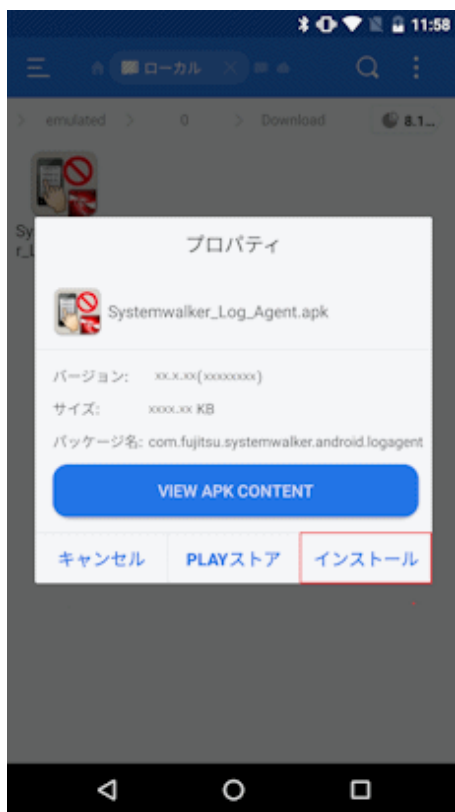 11:58
ローカル
emulated > 0 > Download 8.1...
Sy
r_L
プロパティ
Systemwalker_Log_Agent.apk
バージョン: xx.x.xx(xxxxxxxx)
サイズ: xxxx.xx KB
パッケージ名: com.fujitsu.systemwalker.android.logagent
VIEW APK CONTENT
キャンセル PLAYストア インストール